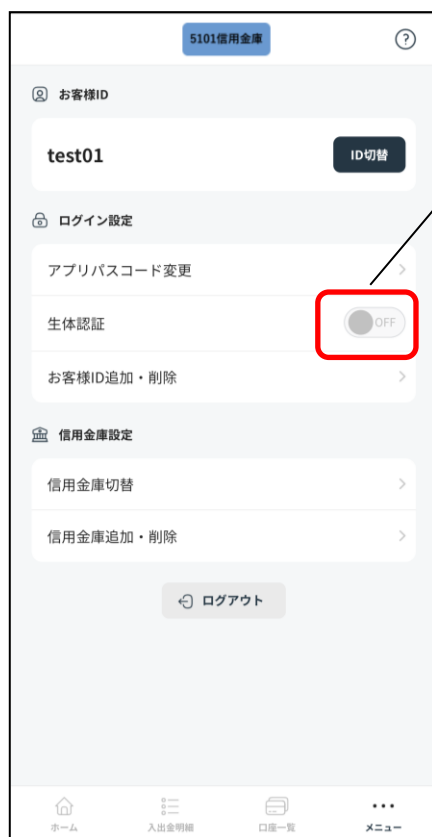 5101信用金庫
?
お客様ID
test01
ID切替
ログイン設定
アプリパスコード変更
生体認証
OFF
お客様ID追加・削除
信用金庫設定
信用金庫切替
信用金庫追加・削除
ログアウト
ホーム
入出金明細
口座一覧
メニュー